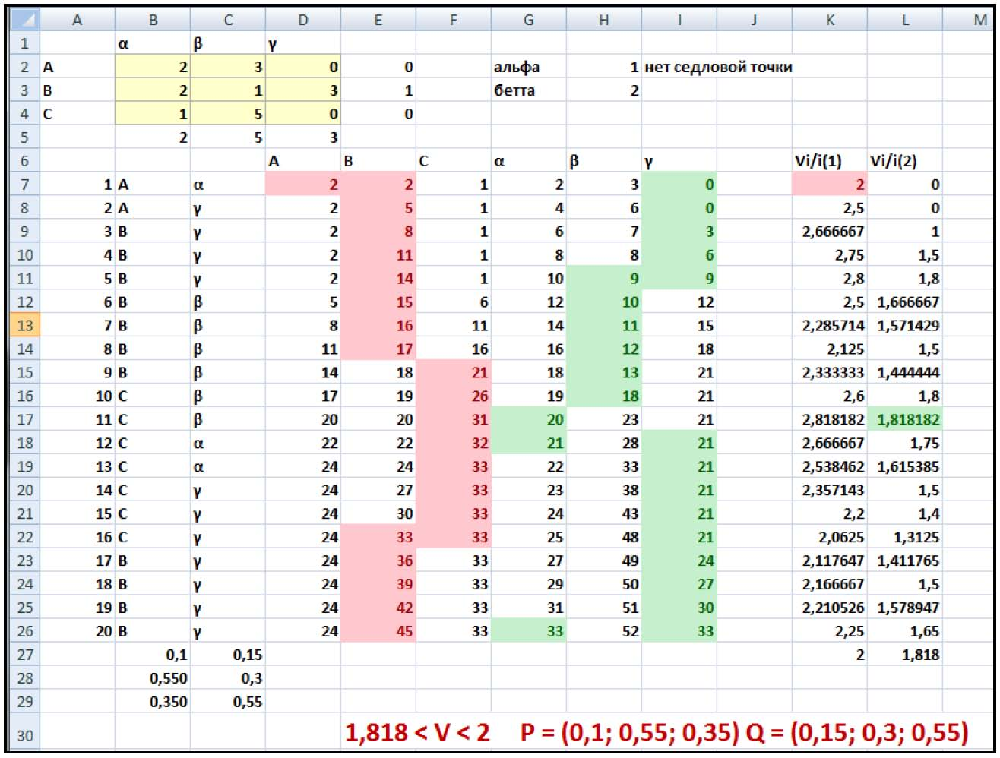 A B C D E F G H I J K L M
1 α β γ
2 A 2 3 0 0 альфа 1 нет седловой точки
3 B 2 1 3 1 бетта 2
4 C 1 5 0 0
5 2 5 3
6 A B C α β γ Vi/i(1) Vi/i(2)
7 1 A α 2 2 1 2 3 0 2 0
8 2 A γ 2 5 1 4 6 0 2,5 0
9 3 B γ 2 8 1 6 7 3 2,666667 1
10 4 B γ 2 11 1 8 8 6 2,75 1,5
11 5 B γ 2 14 1 10 9 9 2,8 1,8
12 6 B β 5 15 6 12 10 12 2,5 1,666667
13 7 B β 8 16 11 14 11 15 2,285714 1,571429
14 8 B β 11 17 16 16 12 18 2,125 1,5
15 9 B β 14 18 21 18 13 21 2,333333 1,444444
16 10 C β 17 19 26 19 18 21 2,6 1,8
17 11 C β 20 20 31 20 23 21 2,818182 1,818182
18 12 C α 22 22 32 21 28 21 2,666667 1,75
19 13 C α 24 24 33 22 33 21 2,538462 1,615385
20 14 C γ 24 27 33 23 38 21 2,357143 1,5
21 15 C γ 24 30 33 24 43 21 2,2 1,4
22 16 C γ 24 33 33 25 48 21 2,0625 1,3125
23 17 B γ 24 36 33 27 49 24 2,117647 1,411765
24 18 B γ 24 39 33 29 50 27 2,166667 1,5
25 19 B γ 24 42 33 31 51 30 2,210526 1,578947
26 20 B γ 24 45 33 33 52 33 2,25 1,65
27 0,1 0,15 2 1,818
28 0,550 0,3
29 0,350 0,55
30 1,818 < V < 2 P = (0,1; 0,55; 0,35) Q = (0,15; 0,3; 0,55)